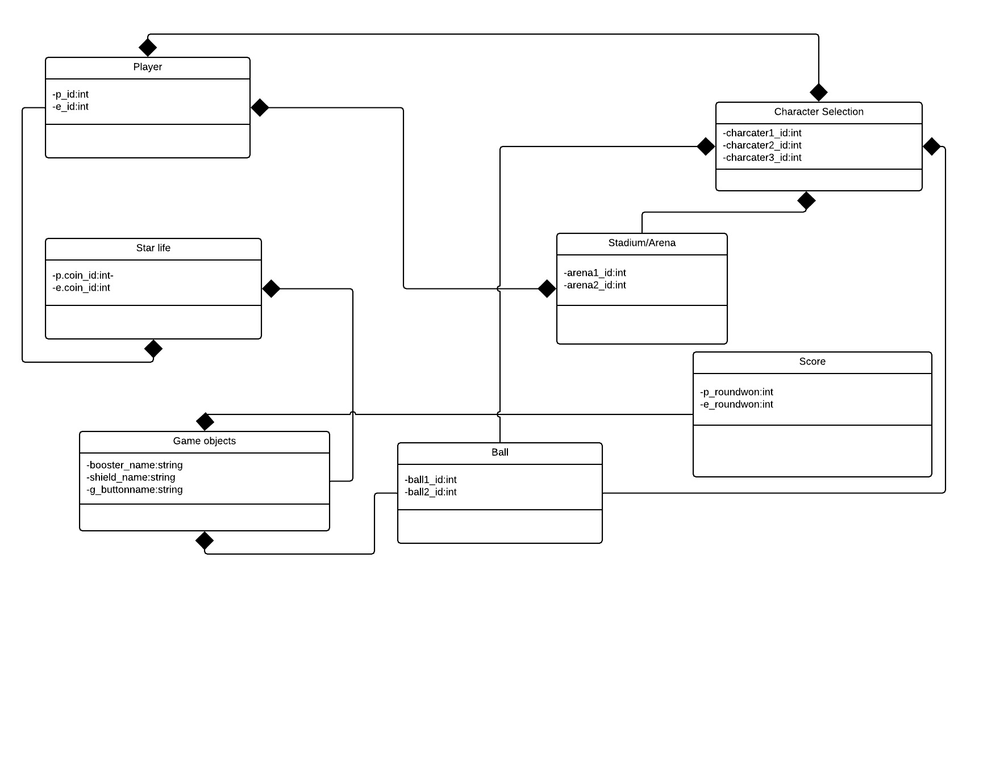 Player
-p_id:int
-e_id:int
Character Selection
-charcater1_id:int
-charcater2_id:int
-charcater3_id:int
Star life
-p.coin_id:int-
-e.coin_id:int
Stadium/Arena
-arena1_id:int
-arena2_id:int
Score
-p_roundwon:int
-e_roundwon:int
Game objects
-booster_name:string
-shield_name:string
-g_buttonname:string
Ball
-ball1_id:int
-ball2_id:int